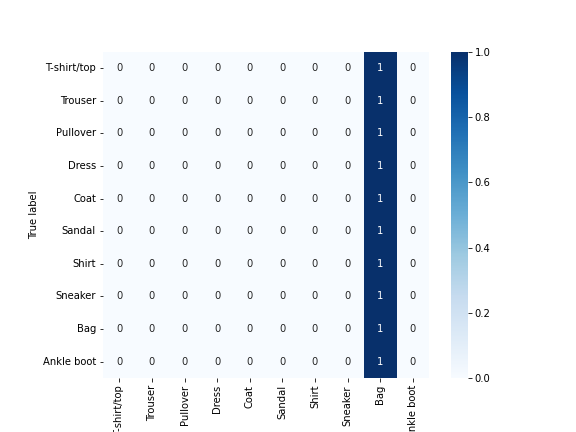 T-shirt/top 0 0 0 0 0 0 0 0 1 0
Trouser 0 0 0 0 0 0 0 0 1 0
Pullover 0 0 0 0 0 0 0 0 1 0
Dress 0 0 0 0 0 0 0 0 1 0
Coat 0 0 0 0 0 0 0 0 1 0
Sandal 0 0 0 0 0 0 0 0 1 0
Shirt 0 0 0 0 0 0 0 0 1 0
Sneaker 0 0 0 0 0 0 0 0 1 0
Bag 0 0 0 0 0 0 0 0 1 0
Ankle boot 0 0 0 0 0 0 0 0 1 0
True label
-shirt/top
Trouser
Pullover
Dress
Coat
Sandal
Shirt
Sneaker
Bag
nkle boot
1.0
0.8
0.6
0.4
0.2
0.0